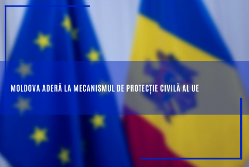 MOLDOVA ADERĂ LA MECANISMUL DE PROTECȚIE CIVILĂ AL UE